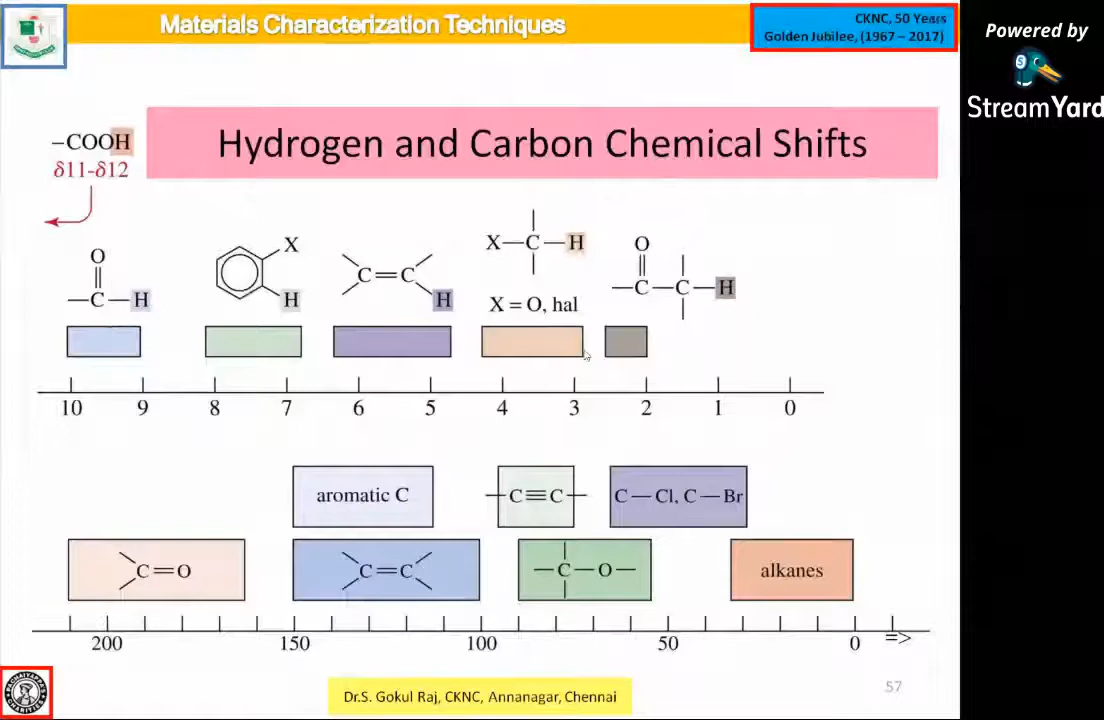 Materials Characterization Techniques
CKNC, 50 Years
Golden Jubilee, (1967 – 2017)
Powered by
StreamYard
Hydrogen and Carbon Chemical Shifts
–COOH
δ11-δ12
O
C–H
X
H
C=C
H
X–C–H
X = O, hal
O
C–C–H
10 9 8 7 6 5 4 3 2 1 0
aromatic C
C≡C
C–Cl, C–Br
C=O
C=C
C–O
alkanes
200 150 100 50 0 =>
Dr.S. Gokul Raj, CKNC, Annanagar, Chennai
57